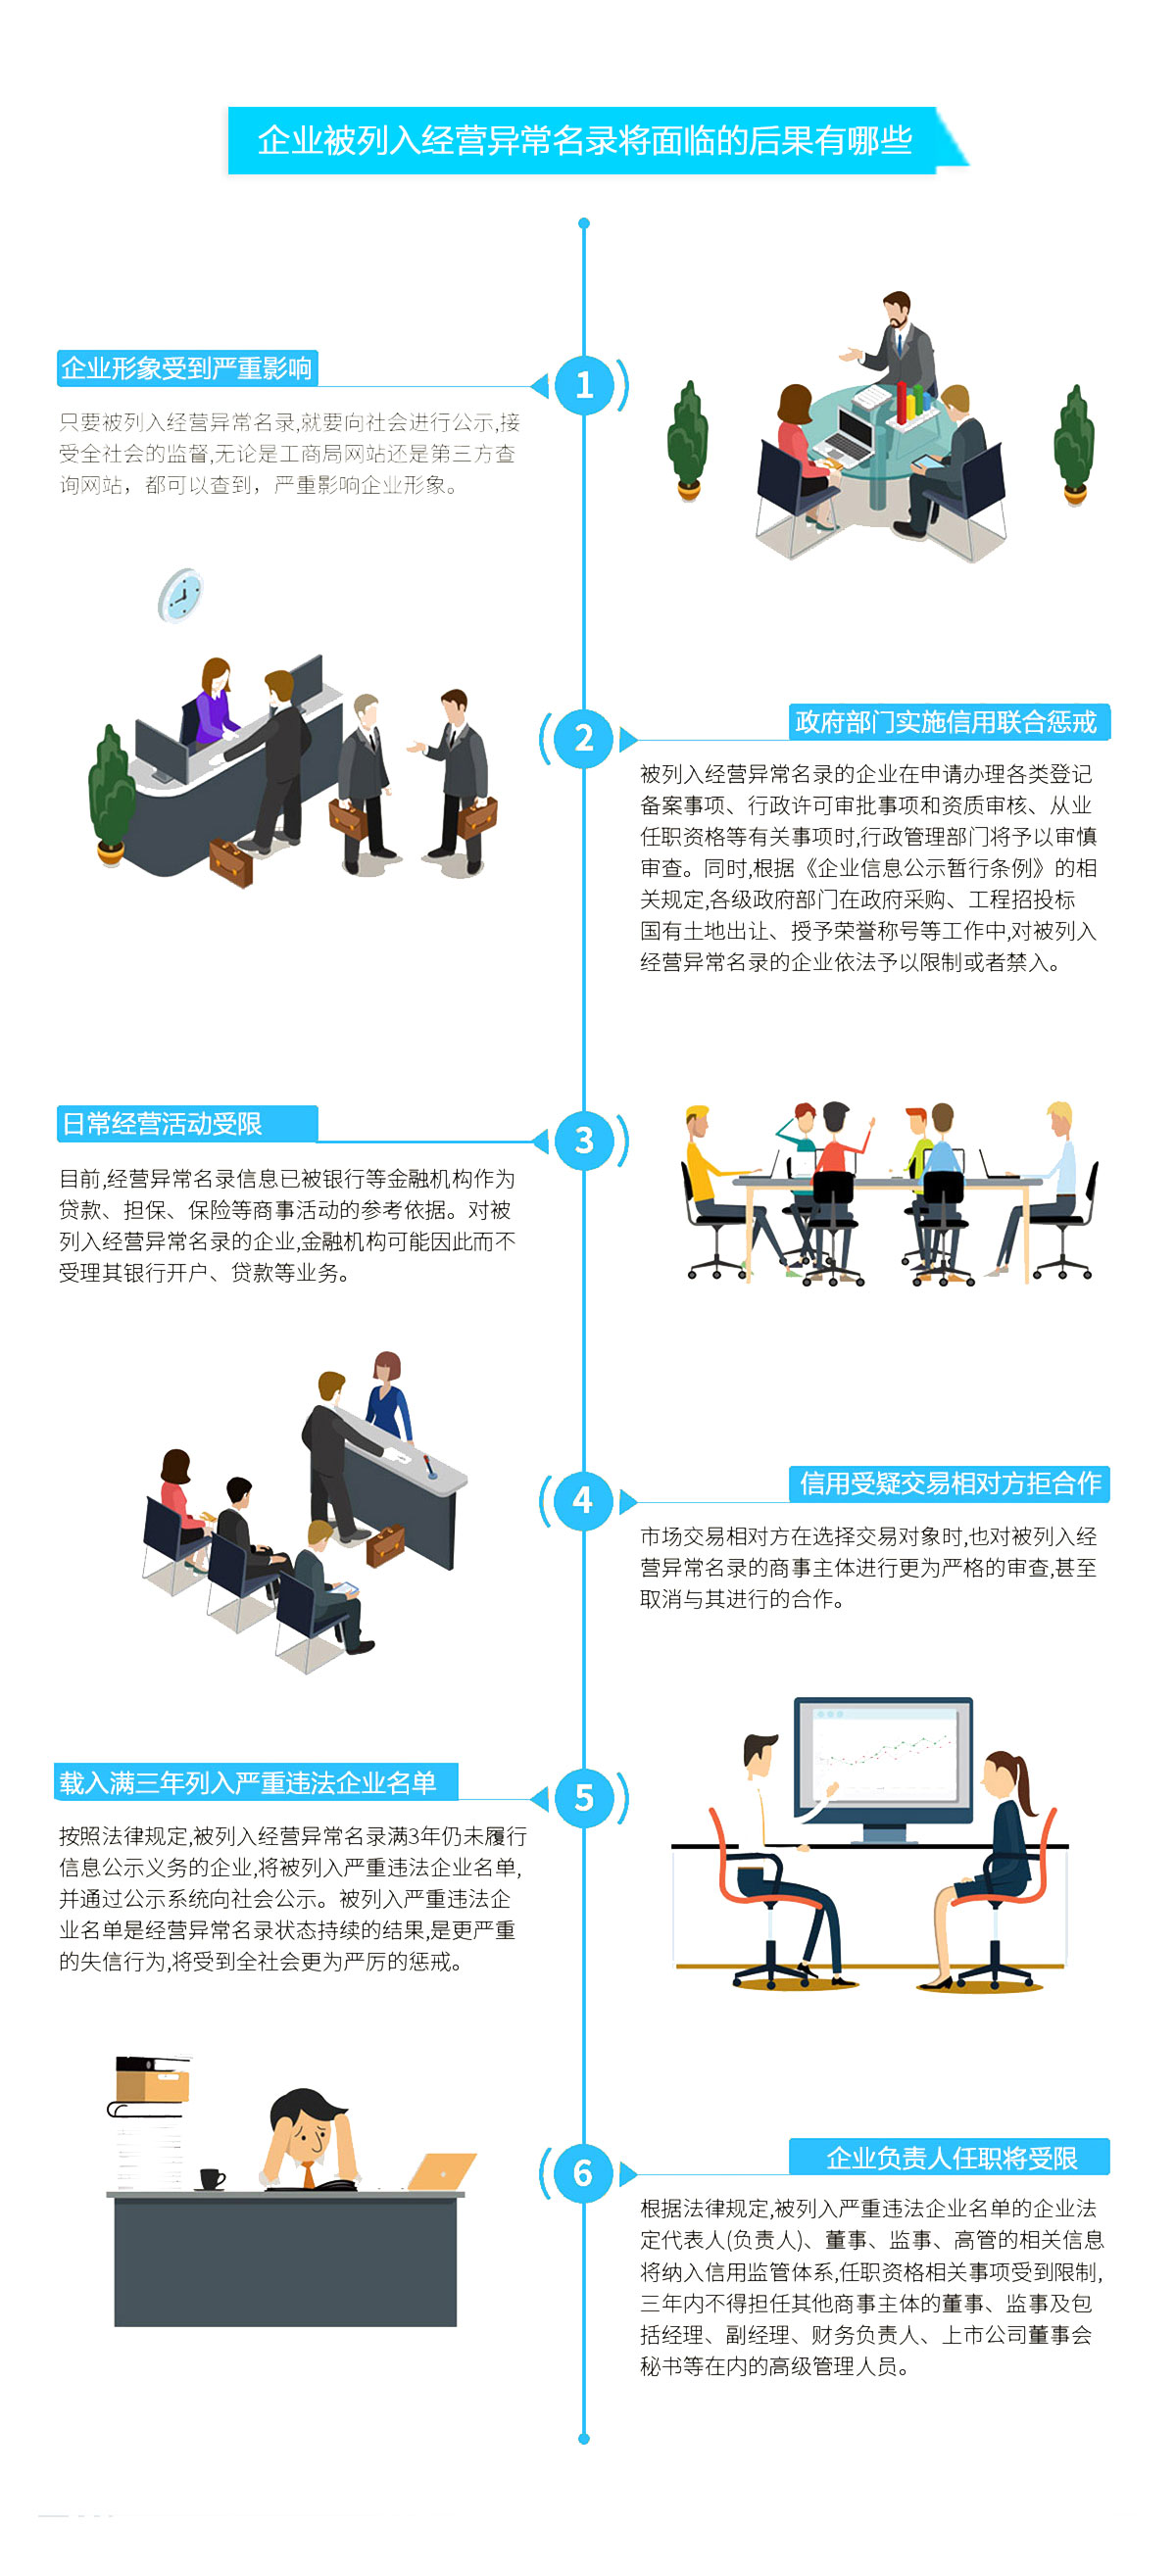 企业被列入经营异常名录将面临的后果有哪些
1
企业形象受到严重影响
只要被列入经营异常名录,就要向社会进行公示,接
受全社会的监督,无论是工商局网站还是第三方查
询网站，都可以查到，严重影响企业形象。
2
政府部门实施信用联合惩戒
被列入经营异常名录的企业在申请办理各类登记
备案事项、行政许可审批事项和资质审核、从业
任职资格等有关事项时,行政管理部门将予以审慎
审查。同时,根据《企业信息公示暂行条例》的相
关规定,各级政府部门在政府采购、工程招投标
国有土地出让、授予荣誉称号等工作中,对被列入
经营异常名录的企业依法予以限制或者禁入。
3
日常经营活动受限
目前,经营异常名录信息已被银行等金融机构作为
贷款、担保、保险等商事活动的参考依据。对被
列入经营异常名录的企业,金融机构可能因此而不
受理其银行开户、贷款等业务。
4
信用受疑交易相对方拒合作
市场交易相对方在选择交易对象时,也对被列入经
营异常名录的商事主体进行更为严格的审查,甚至
取消与其进行的合作。
5
载入满三年列入严重违法企业名单
按照法律规定,被列入经营异常名录满3年仍未履行
信息公示义务的企业,将被列入严重违法企业名单,
并通过公示系统向社会公示。被列入严重违法企
业名单是经营异常名录状态持续的结果,是更严重
的失信行为,将受到全社会更为严厉的惩戒。
6
企业负责人任职将受限
根据法律规定,被列入严重违法企业名单的企业法
定代表人(负责人)、董事、监事、高管的相关信息
将纳入信用监管体系,任职资格相关事项受到限制,
三年内不得担任其他商事主体的董事、监事及包
括经理、副经理、财务负责人、上市公司董事会
秘书等在内的高级管理人员。